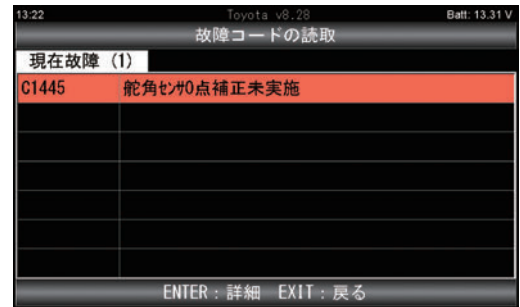 13:22 Toyota v8.28 Batt: 13.31 V
故障コードの読取
現在故障 (1)
C1445 舵角ｾﾝｻ0点補正未実施
ENTER：詳細 EXIT：戻る